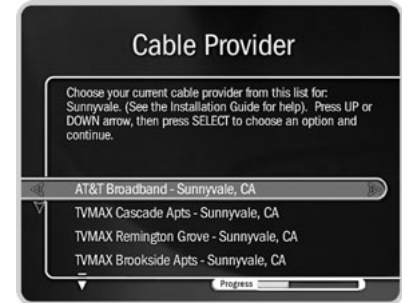 Cable Provider
Choose your current cable provider from this list for:
Sunnyvale. (See the Installation Guide for help). Press UP or
DOWN arrow, then press SELECT to choose an option and
continue.
AT&T Broadband - Sunnyvale, CA
TVMAX Cascade Apts - Sunnyvale, CA
TVMAX Remington Grove - Sunnyvale, CA
TVMAX Brookside Apts - Sunnyvale, CA
Progress